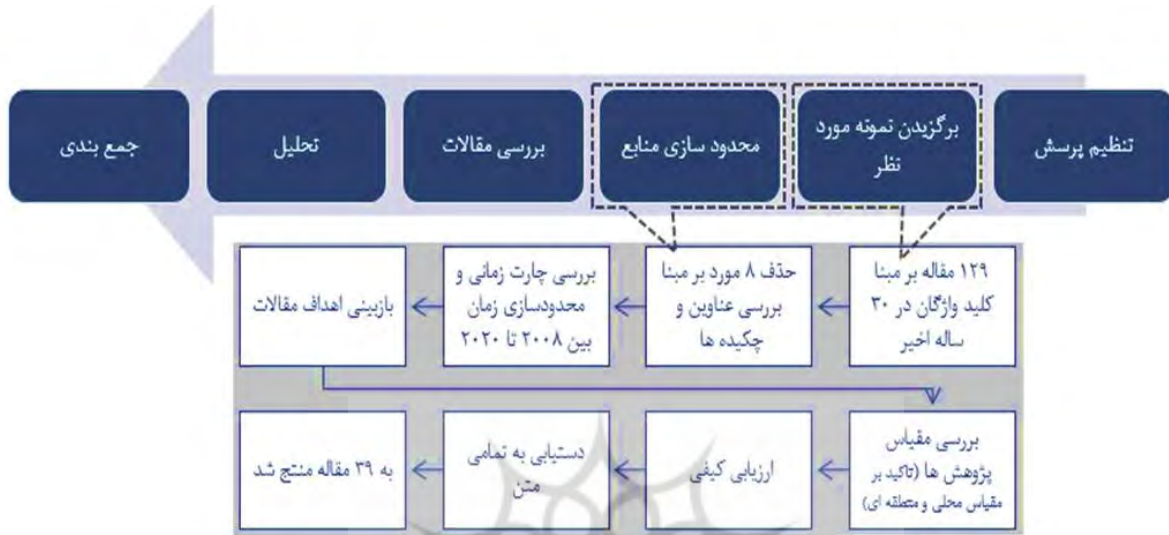 تنظیم پرسش
برگزیدن نمونه مورد
نظر
محدود سازی منابع
بررسی مقالات
تحلیل
جمع بندی
۱۲۹ مقاله بر مبنا
کلید واژگان در ۳۰
ساله اخیر
حذف ۸ مورد بر مبنا
بررسی عناوین و
چکیده ها
بررسی چارت زمانی و
محدودسازی زمان
بین ۲۰۰۸ تا ۲۰۲۰
بازبینی اهداف مقالات
بررسی مقیاس
پژوهش ها (تاکید بر
مقیاس محلی و منطقه ای)
ارزیابی کیفی
دستیابی به تمامی
متن
به ۳۹ مقاله منتج شد